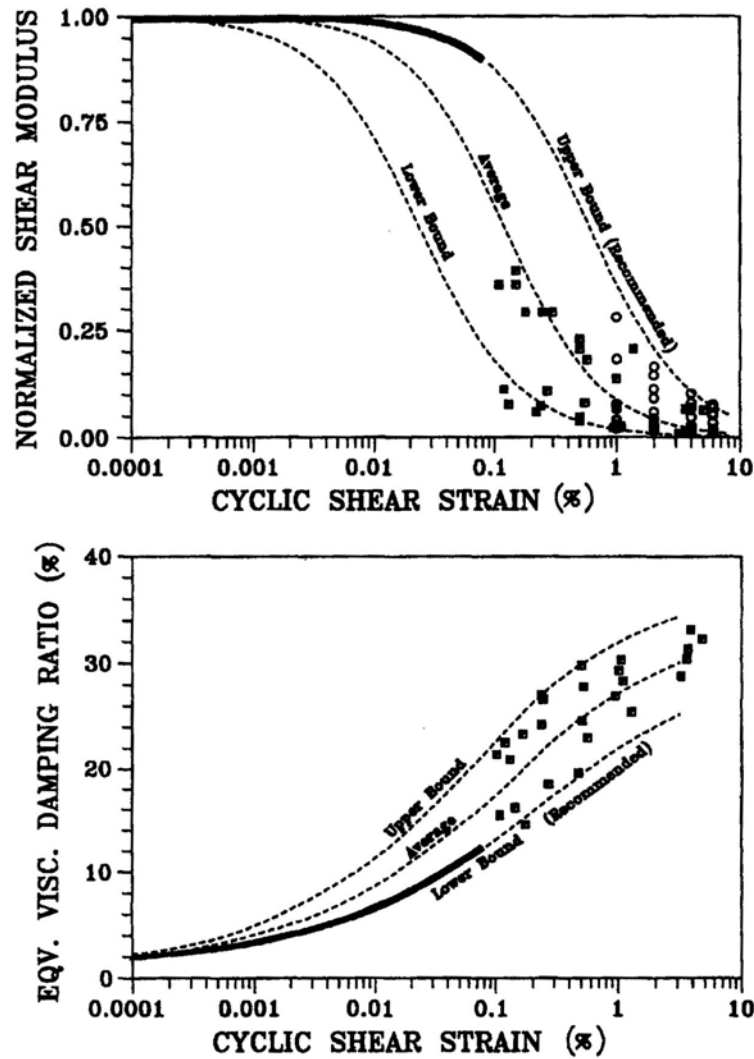 NORMALIZED SHEAR MODULUS
1.00
0.75
0.50
0.25
0.00
Lower Bound
Average
Upper Bound (Recommended)
0.0001
0.001
0.01
0.1
1
10
CYCLIC SHEAR STRAIN (%)
EQV. VISC. DAMPING RATIO (%)
40
30
20
10
0
Upper Bound
Average
Lower Bound
(Recommended)
0.0001
0.001
0.01
0.1
1
10
CYCLIC SHEAR STRAIN (%)